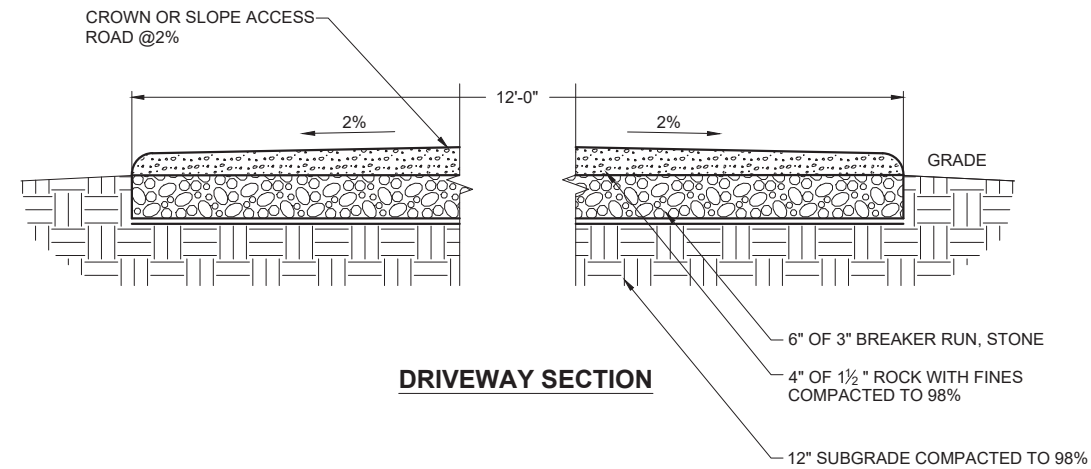 CROWN OR SLOPE ACCESS
ROAD @2%
12'-0"
2%
2%
GRADE
6" OF 3" BREAKER RUN, STONE
DRIVEWAY SECTION
4" OF 1½ " ROCK WITH FINES
COMPACTED TO 98%
12" SUBGRADE COMPACTED TO 98%